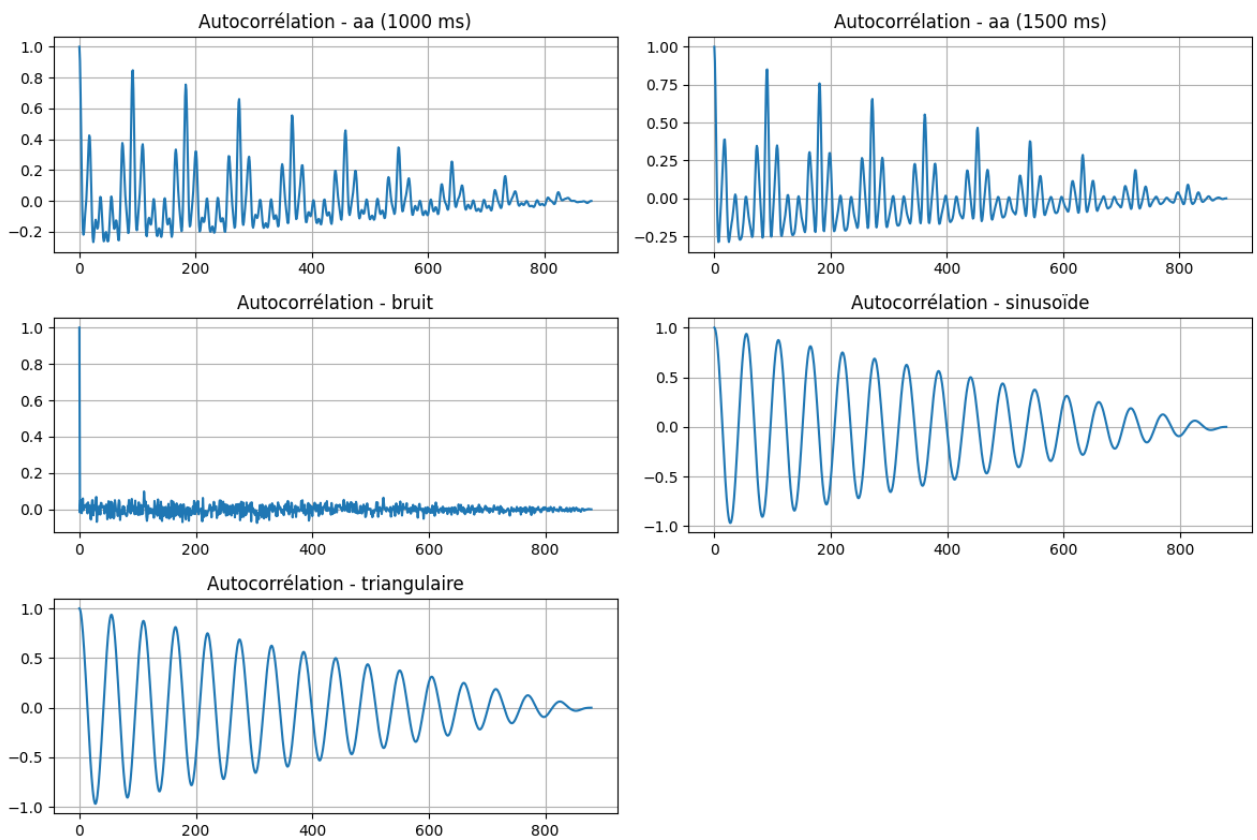 Autocorrélation - aa (1000 ms)
1.0
0.8
0.6
0.4
0.2
0.0
−0.2
0 200 400 600 800
Autocorrélation - aa (1500 ms)
1.00
0.75
0.50
0.25
0.00
−0.25
0 200 400 600 800
Autocorrélation - bruit
1.0
0.8
0.6
0.4
0.2
0.0
0 200 400 600 800
Autocorrélation - sinusoïde
1.0
0.5
0.0
−0.5
−1.0
0 200 400 600 800
Autocorrélation - triangulaire
1.0
0.5
0.0
−0.5
−1.0
0 200 400 600 800